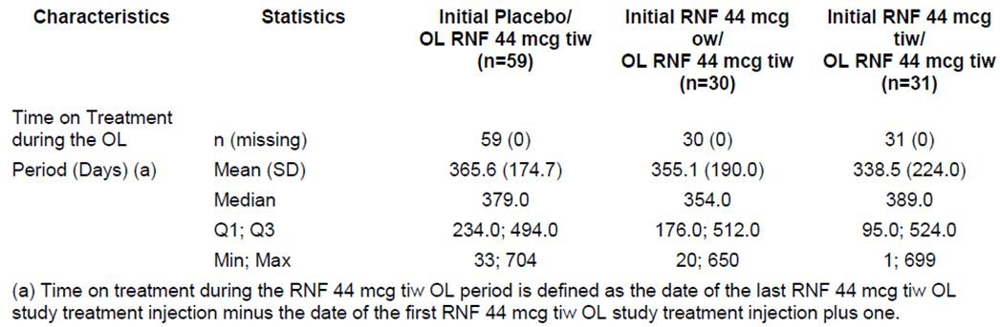 Characteristics Statistics Initial Placebo/ OL RNF 44 mcg tiw (n=59) Initial RNF 44 mcg ow/ OL RNF 44 mcg tiw (n=30) Initial RNF 44 mcg tiw/ OL RNF 44 mcg tiw (n=31)
Time on Treatment
during the OL n (missing) 59 (0) 30 (0) 31 (0)
Period (Days) (a) Mean (SD) 365.6 (174.7) 355.1 (190.0) 338.5 (224.0)
Median 379.0 354.0 389.0
Q1; Q3 234.0; 494.0 176.0; 512.0 95.0; 524.0
Min; Max 33; 704 20; 650 1; 699
(a) Time on treatment during the RNF 44 mcg tiw OL period is defined as the date of the last RNF 44 mcg tiw OL
study treatment injection minus the date of the first RNF 44 mcg tiw OL study treatment injection plus one.